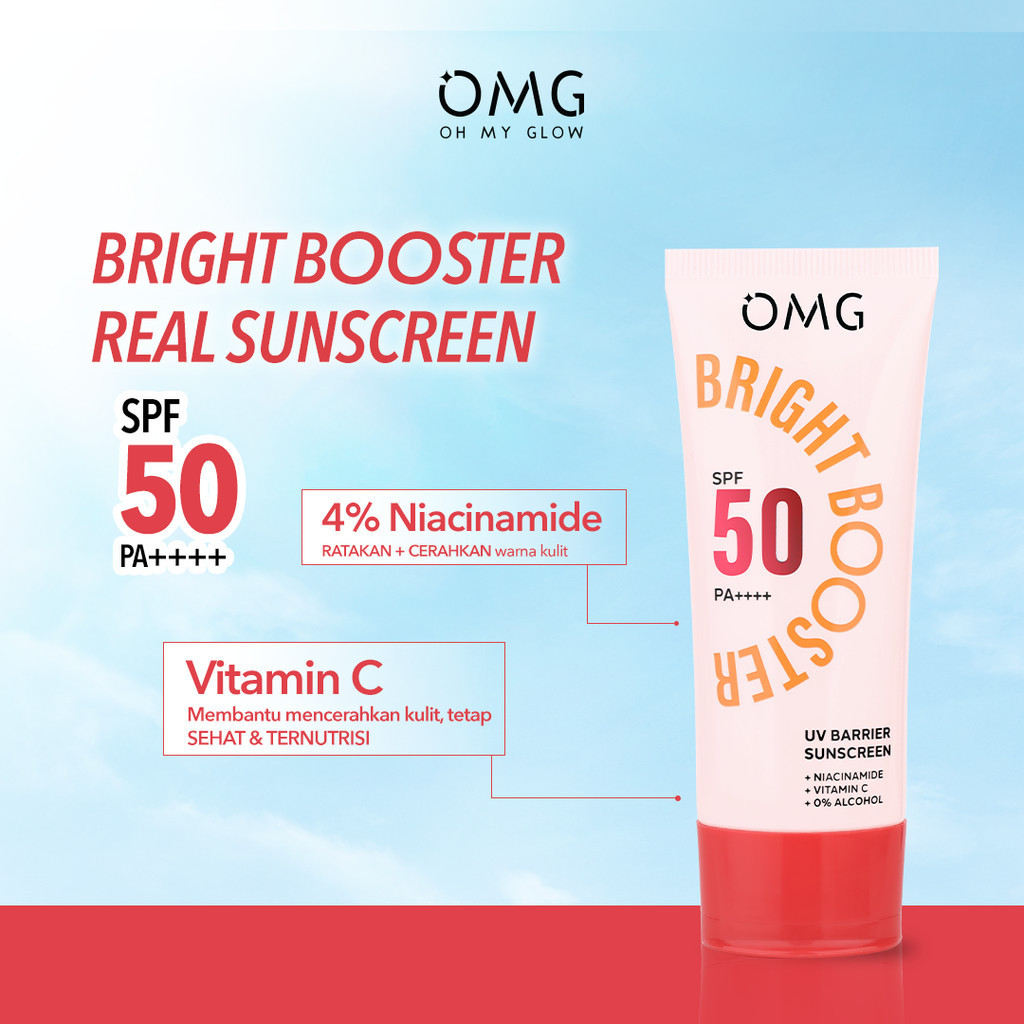 OMG
OH MY GLOW
BRIGHT BOOSTER
REAL SUNSCREEN
SPF
50
PA++++
4% Niacinamide
RATAKAN + CERAHKAN warna kulit
Vitamin C
Membantu mencerahkan kulit, tetap
SEHAT & TERNUTRISI
OMG
BRIGHT BOOSTER
SPF
50
PA++++
UV BARRIER
SUNSCREEN
+ NIACINAMIDE
+ VITAMIN C
+ 0% ALCOHOL